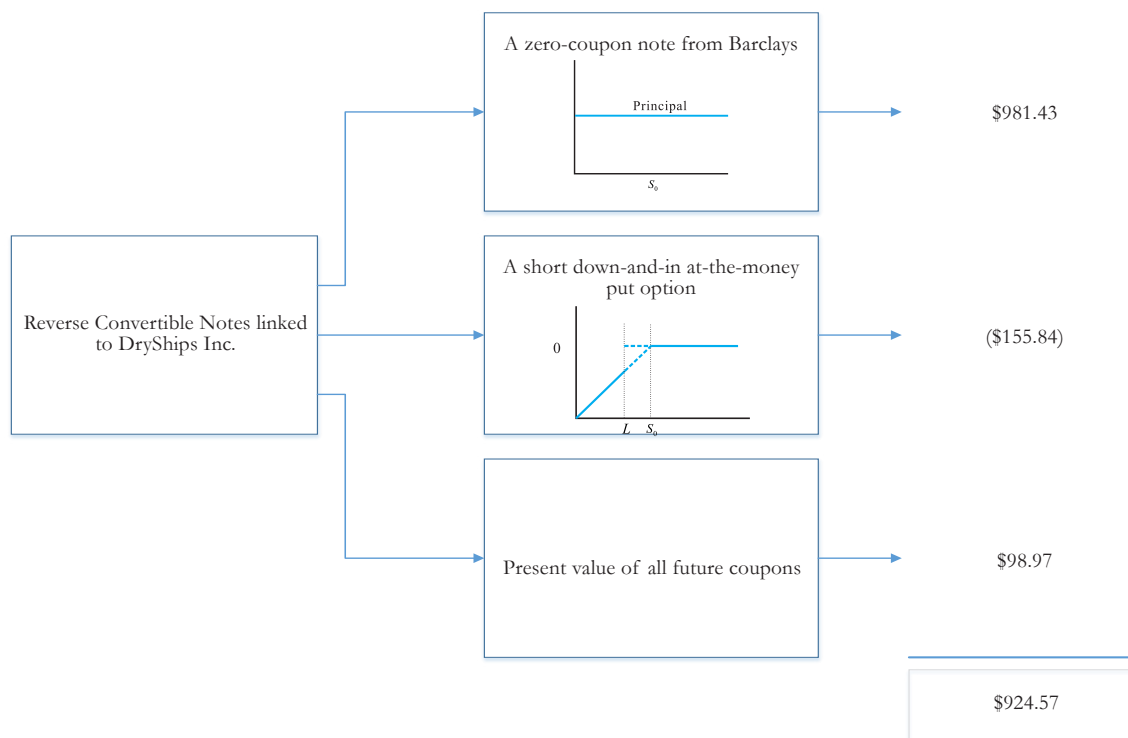 A zero-coupon note from Barclays
Principal
S₀
$981.43
Reverse Convertible Notes linked
to DryShips Inc.
A short down-and-in at-the-money
put option
0
L S₀
($155.84)
Present value of all future coupons
$98.97
$924.57